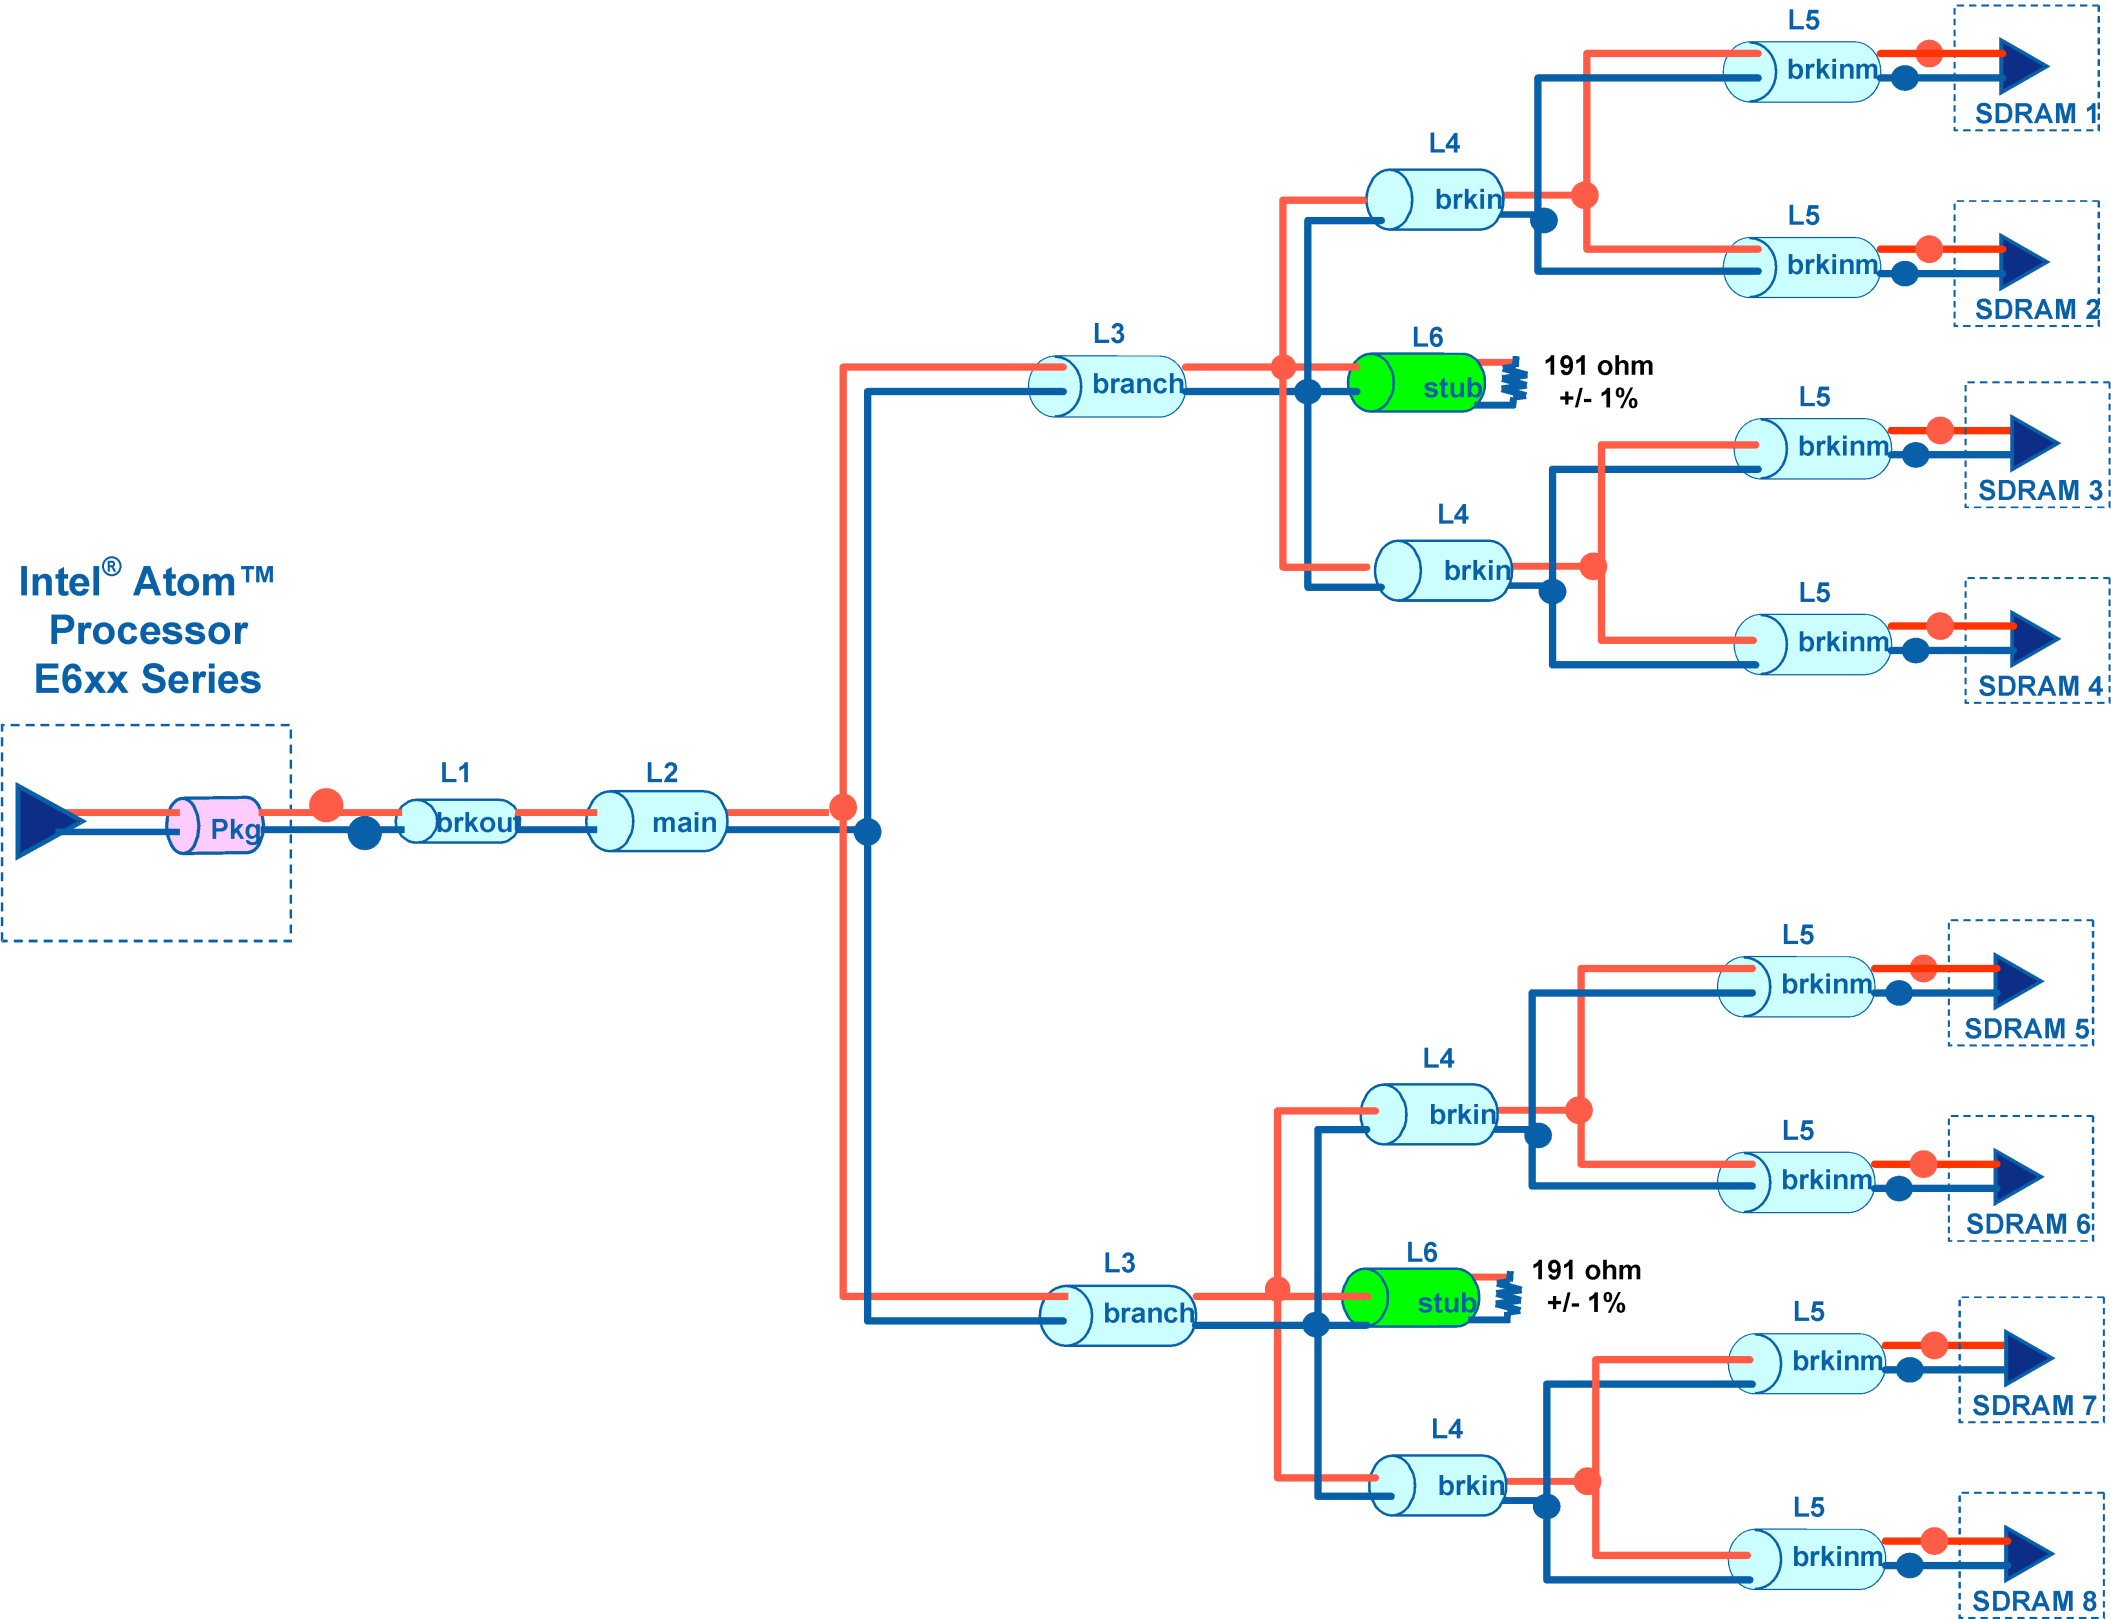 L5
brkinm
SDRAM 1
L4
brkin
L5
brkinm
SDRAM 2
L3
branch
L6
stub
191 ohm
+/- 1%
L5
brkinm
SDRAM 3
L4
brkin
L5
brkinm
SDRAM 4
Intel® Atom™
Processor
E6xx Series
Pkg
L1
brkout
L2
main
L5
brkinm
SDRAM 5
L4
brkin
L5
brkinm
SDRAM 6
L3
branch
L6
stub
191 ohm
+/- 1%
L5
brkinm
SDRAM 7
L4
brkin
L5
brkinm
SDRAM 8